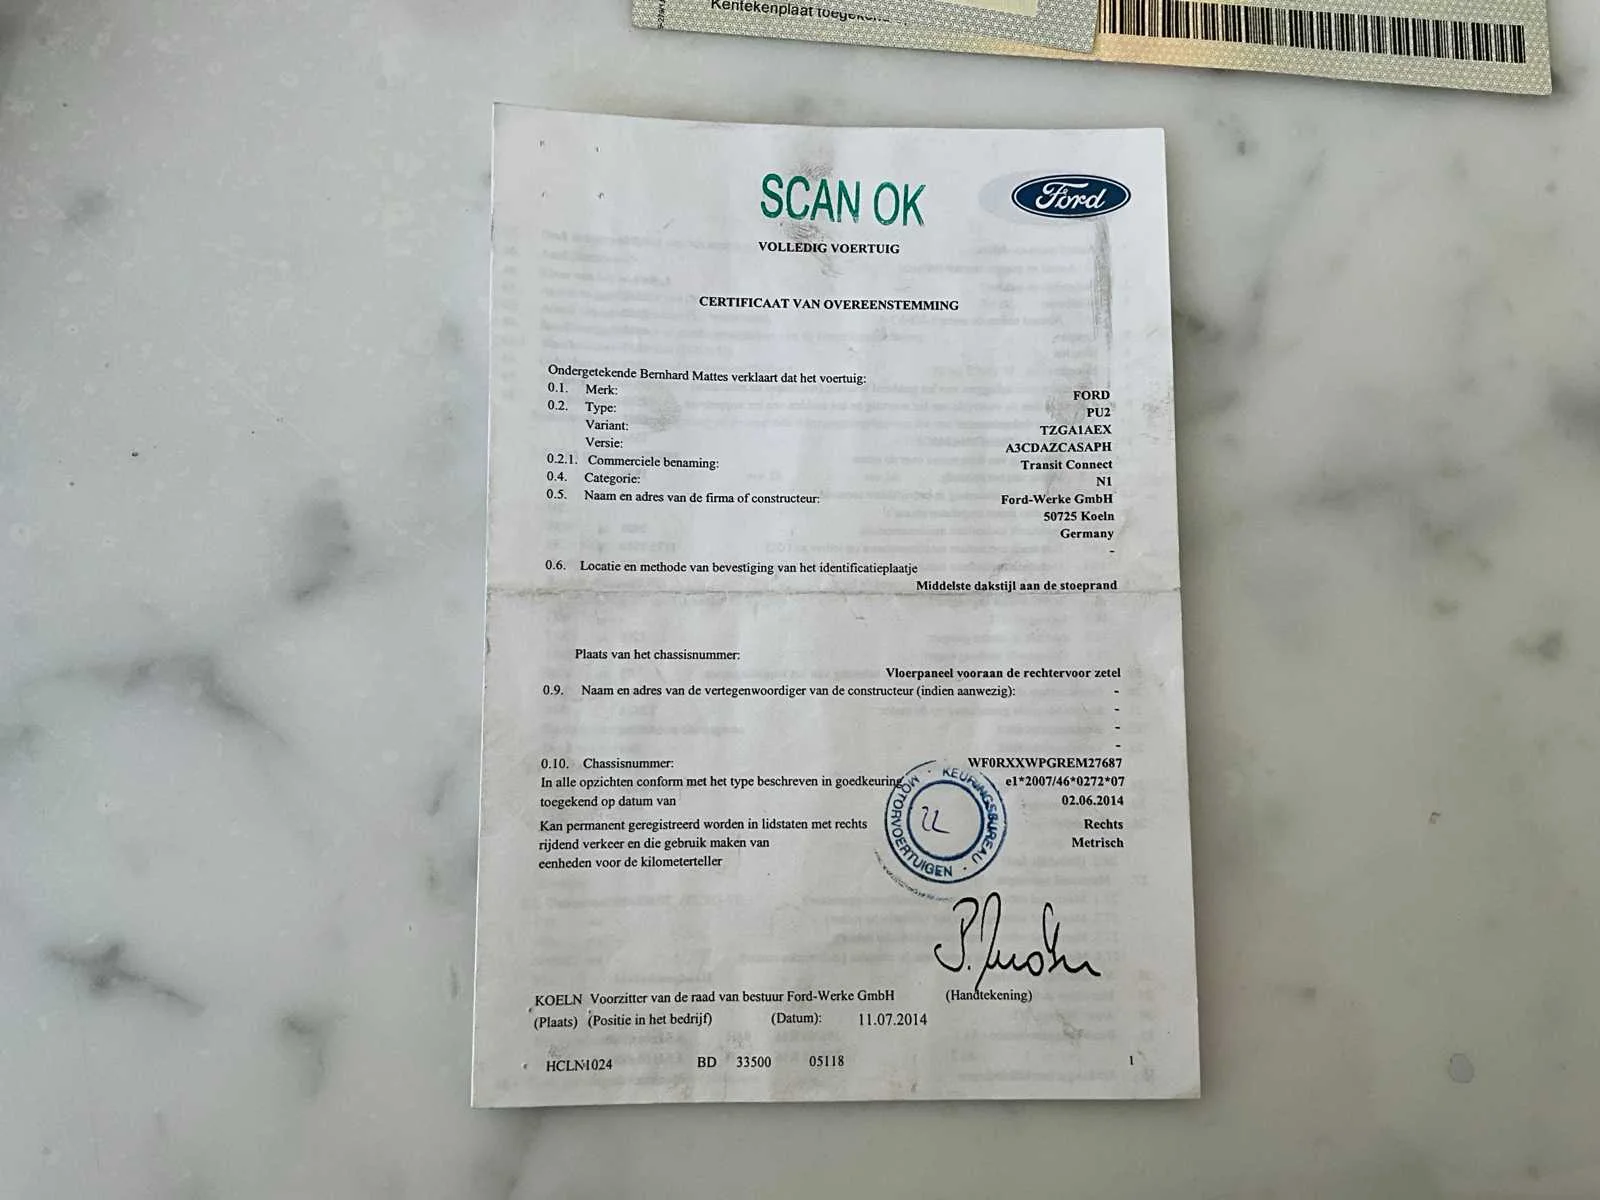 Kentekenplaat
SCAN OK
Ford
VOLLEDIG VOERTUIG
CERTIFICAAT VAN OVEREENSTEMMING
Ondergetekende Bernhard Mattes verklaart dat het voertuig:
0.1. Merk: FORD
0.2. Type: PU2
Variant: TZGA1AEX
Versie: A3CDAZCASAPH
0.2.1. Commerciele benaming: Transit Connect
0.4. Categorie: N1
0.5. Naam en adres van de firma of constructeur: Ford-Werke GmbH
50725 Koeln
Germany
-
0.6. Locatie en methode van bevestiging van het identificatieplaatje
Middelste dakstijl aan de stoeprand
Plaats van het chassisnummer:
Vloerpaneel vooraan de rechtervoor zetel
0.9. Naam en adres van de vertegenwoordiger van de constructeur (indien aanwezig): -
-
-
-
0.10. Chassisnummer: WF0RXXWPGREM27687
In alle opzichten conform met het type beschreven in goedkeuring e1*2007/46*0272*07
toegekend op datum van 02.06.2014
Kan permanent geregistreerd worden in lidstaten met rechts Rechts
rijdend verkeer en die gebruik maken van Metrisch
eenheden voor de kilometerteller
KEURINGSBUREAU · MOTORVOERTUIGEN ·
22
KOELN Voorzitter van de raad van bestuur Ford-Werke GmbH (Handtekening)
(Plaats) (Positie in het bedrijf) (Datum): 11.07.2014
HCLN1024 BD 33500 05118 1